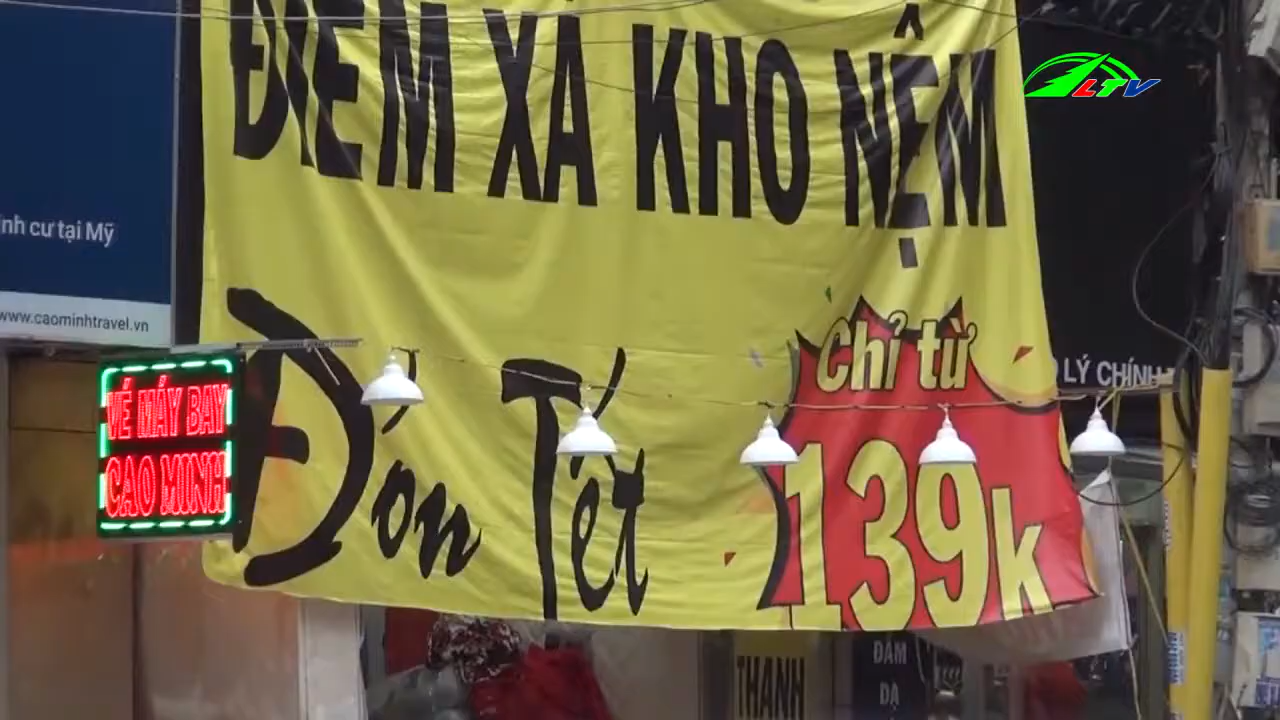 ĐIỂM XẢ KHO NỆM
LTV
nh cư tại Mỹ
www.caominhtravel.vn
Đón Tết
Chỉ từ
139k
LÝ CHÍNH
VÉ MÁY BAY
CAO MINH
THANH
ĐẦM
DẠ